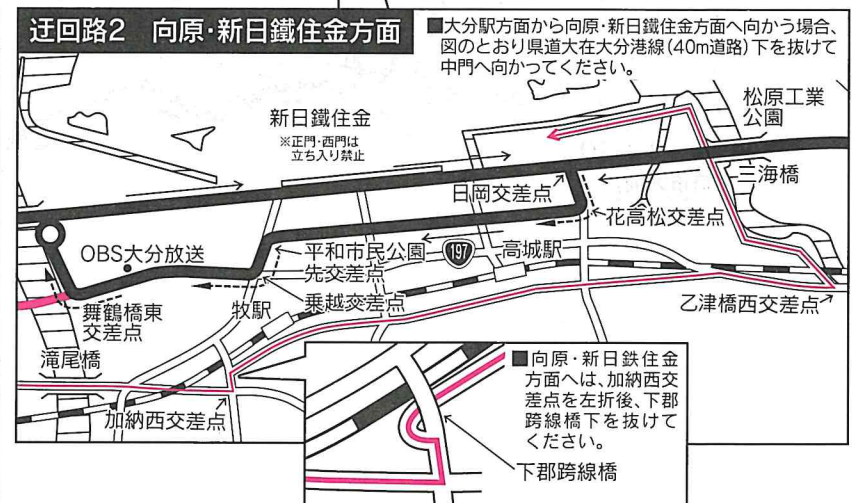 迂回路2 向原・新日鐵住金方面
■大分駅方面から向原・新日鐵住金方面へ向かう場合、
図のとおり県道大在大分港線(40m道路)下を抜けて
中門へ向かってください。
新日鐵住金
※正門・西門は
立ち入り禁止
松原工業
公園
日岡交差点
三海橋
花高松交差点
OBS大分放送
平和市民公園
先交差点
197
高城駅
舞鶴橋東
交差点
牧駅
乗越交差点
乙津橋西交差点
滝尾橋
加納西交差点
■向原・新日鉄住金
方面へは、加納西交
差点を左折後、下郡
跨線橋下を抜けて
ください。
下郡跨線橋